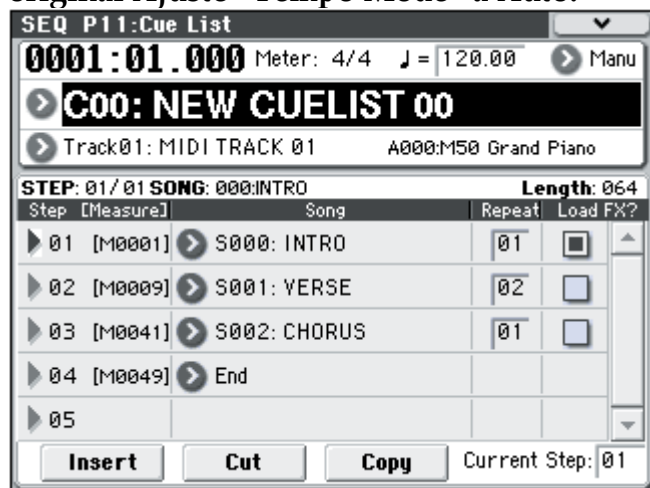 original Ajuste "Tempo Mode" a Auto.
SEQ P11:Cue List
0001:01.000 Meter: 4/4 ♩= 120.00 Manu
C00: NEW CUELIST 00
Track01: MIDI TRACK 01 A000:M50 Grand Piano
STEP: 01/01 SONG: 000:INTRO Length: 064
Step [Measure] Song Repeat Load FX?
01 [M0001] S000: INTRO 01
02 [M0009] S001: VERSE 02
03 [M0041] S002: CHORUS 01
04 [M0049] End
05
Insert Cut Copy Current Step: 01